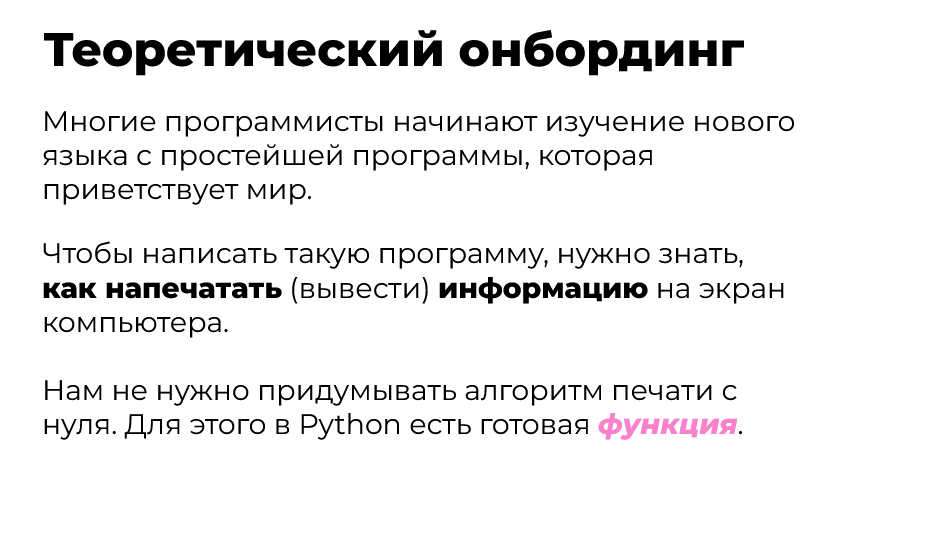 Теоретический онбординг
Многие программисты начинают изучение нового
языка с простейшей программы, которая
приветствует мир.
Чтобы написать такую программу, нужно знать,
как напечатать (вывести) информацию на экран
компьютера.
Нам не нужно придумывать алгоритм печати с
нуля. Для этого в Python есть готовая функция.